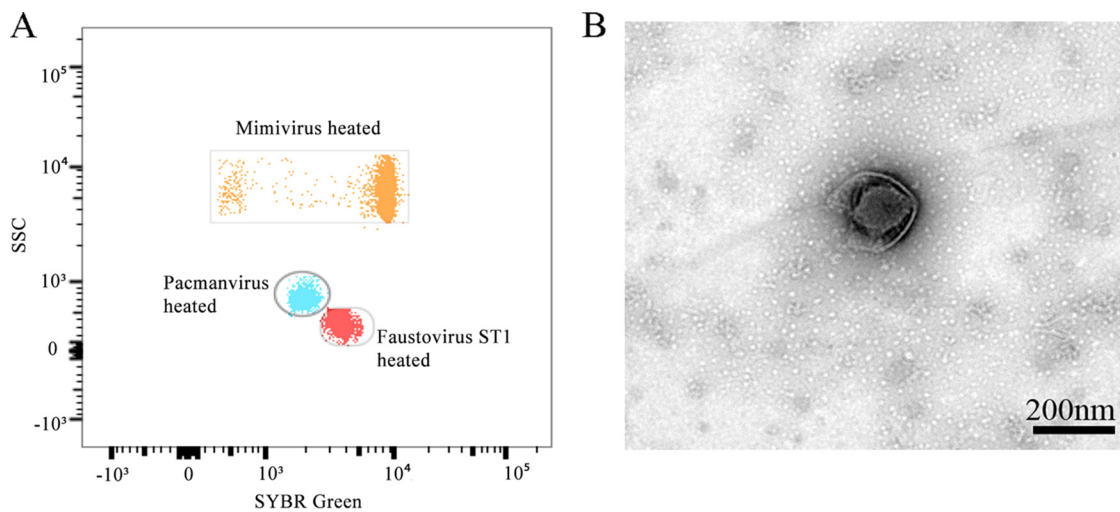 A
B
10⁵
Mimivirus heated
10⁴
SSC
10³
Pacmanvirus
heated
Faustovirus ST1
heated
0
-10³
-10³
0
10³
10⁴
10⁵
SYBR Green
200nm